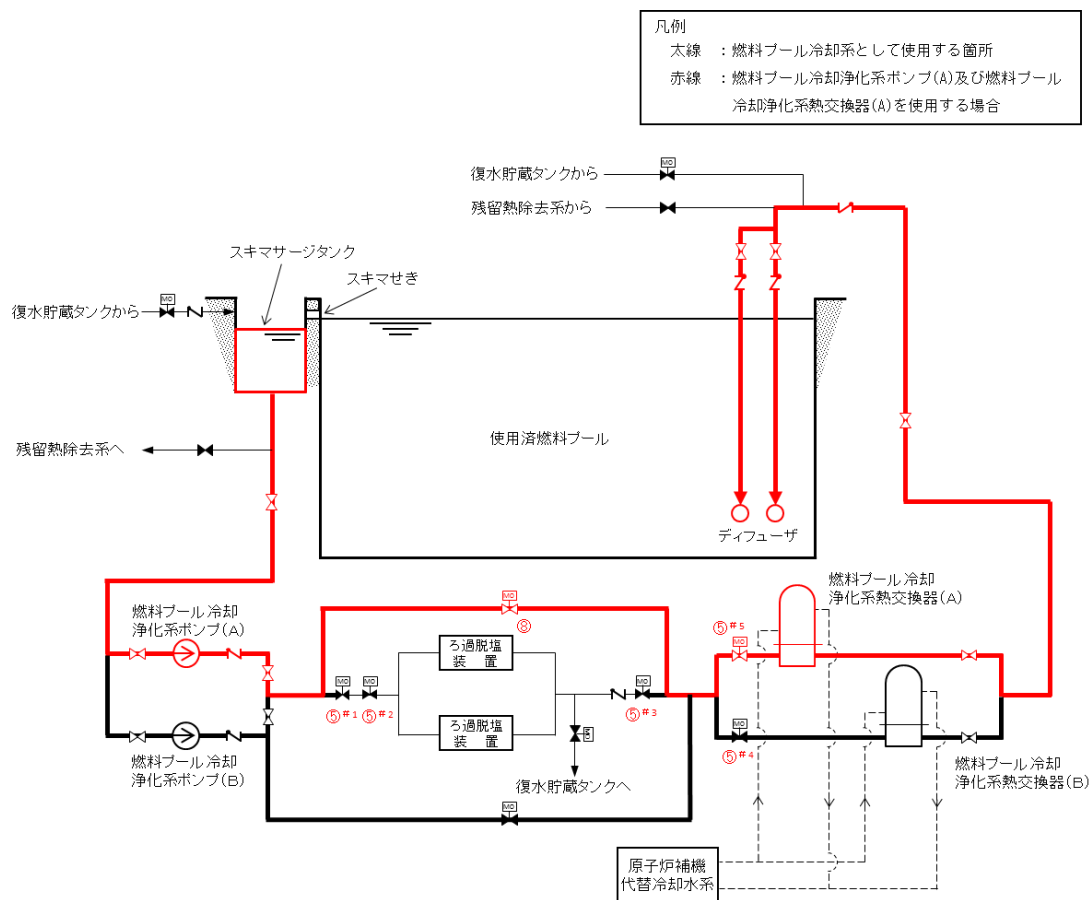 凡例
太線 : 燃料プール冷却系として使用する箇所
赤線 : 燃料プール冷却浄化系ポンプ(A)及び燃料プール
冷却浄化系熱交換器(A)を使用する場合
MO
復水貯蔵タンクから
残留熱除去系から
スキマサージタンク
スキマせき
MO
復水貯蔵タンクから
使用済燃料プール
残留熱除去系へ
ディフューザ
燃料プール冷却
浄化系熱交換器(A)
燃料プール冷却
浄化系ポンプ(A)
MO
⑧
⑤#5
MO
ろ過脱塩
装 置
MO
MO
MO
⑤#1
⑤#2
⑤#3
ろ過脱塩
装 置
MO
MO
⑤#4
燃料プール冷却
浄化系ポンプ(B)
燃料プール冷却
浄化系熱交換器(B)
復水貯蔵タンクへ
MO
原子炉補機
代替冷却水系